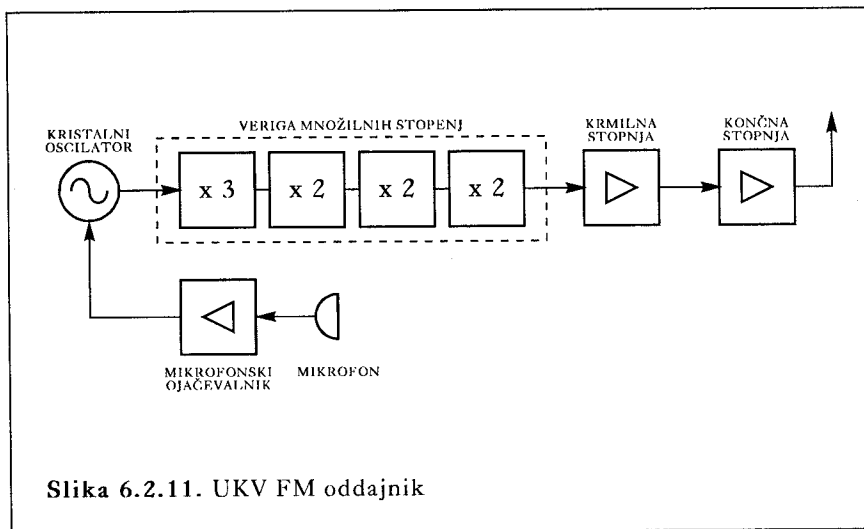 VERIGA MNOŽILNIH STOPENJ
KRISTALNI
OSCILATOR
KRMILNA
STOPNJA
KONČNA
STOPNJA
x 3
x 2
x 2
x 2
MIKROFONSKI
OJAČEVALNIK
MIKROFON
Slika 6.2.11. UKV FM oddajnik